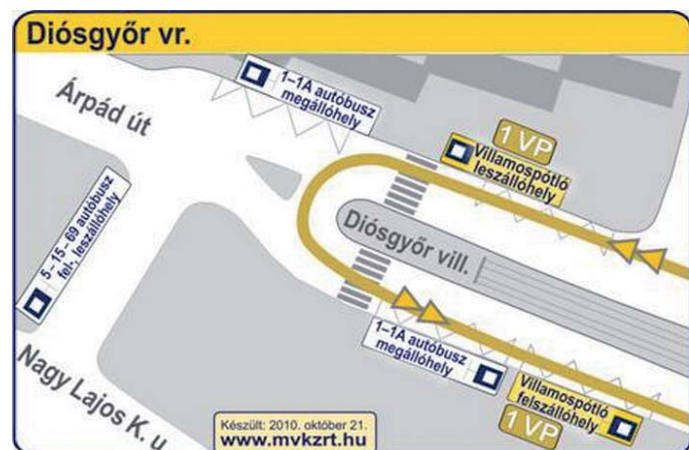 Diósgyőr vr.
Árpád út
1–1A autóbusz
megállóhely
1 VP
Villamospótló
leszállóhely
5 - 15 - 69 autóbusz
fel-, leszállóhely
Diósgyőr vill.
1–1A autóbusz
megállóhely
Villamospótló
felszállóhely
1 VP
Nagy Lajos K. u
Készült: 2010. október 21.
www.mvkzrt.hu